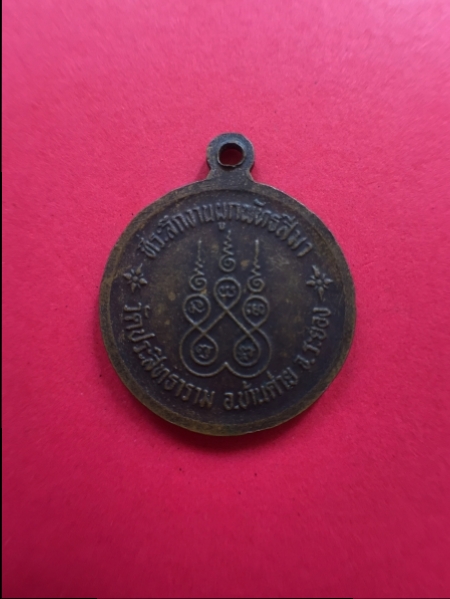 ที่ระลึกงานผูกพัทธสีมา
วัดประสิทธาราม อ.บ้านค่าย จ.ระยอง